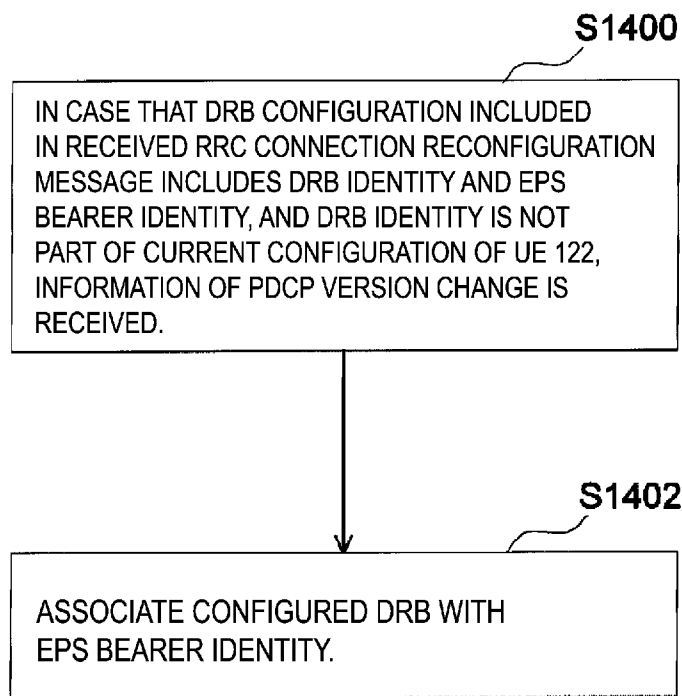 S1400
IN CASE THAT DRB CONFIGURATION INCLUDED
IN RECEIVED RRC CONNECTION RECONFIGURATION
MESSAGE INCLUDES DRB IDENTITY AND EPS
BEARER IDENTITY, AND DRB IDENTITY IS NOT
PART OF CURRENT CONFIGURATION OF UE 122,
INFORMATION OF PDCP VERSION CHANGE IS
RECEIVED.
S1402
ASSOCIATE CONFIGURED DRB WITH
EPS BEARER IDENTITY.